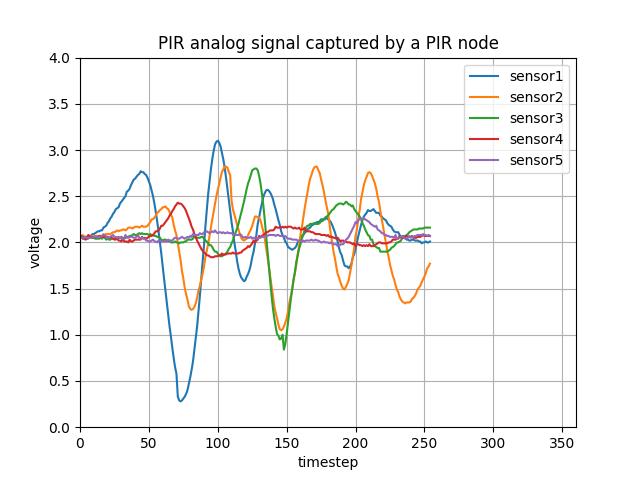 PIR analog signal captured by a PIR node
4.0
3.5
3.0
2.5
2.0
1.5
1.0
0.5
0.0
voltage
sensor1
sensor2
sensor3
sensor4
sensor5
0 50 100 150 200 250 300 350
timestep